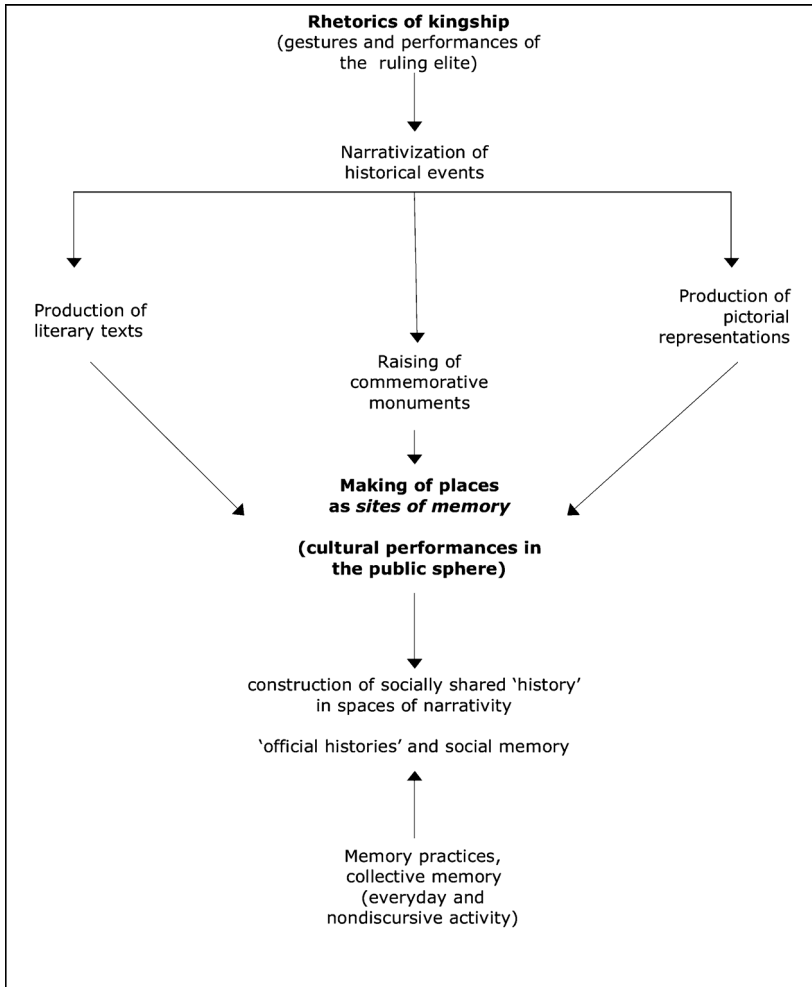 Rhetorics of kingship
(gestures and performances of
the ruling elite)
Narrativization of
historical events
Production of
literary texts
Raising of
commemorative
monuments
Production of
pictorial
representations
Making of places
as sites of memory
(cultural performances in
the public sphere)
construction of socially shared ‘history’
in spaces of narrativity
‘official histories’ and social memory
Memory practices,
collective memory
(everyday and
nondiscursive activity)